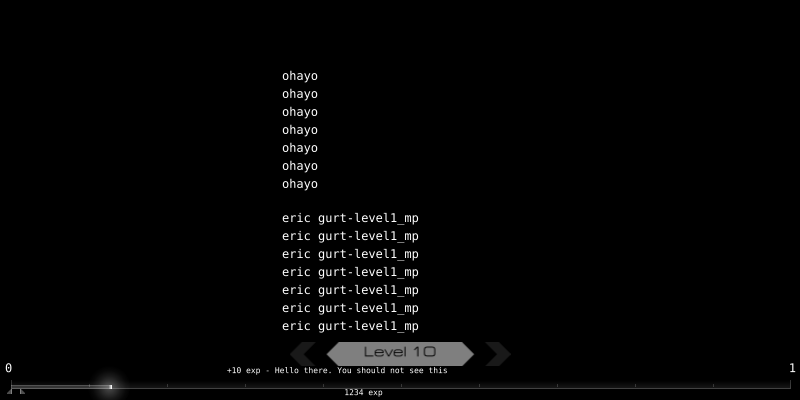 ohayo
ohayo
ohayo
ohayo
ohayo
ohayo
ohayo
eric gurt-level1_mp
eric gurt-level1_mp
eric gurt-level1_mp
eric gurt-level1_mp
eric gurt-level1_mp
eric gurt-level1_mp
eric gurt-level1_mp
Level 10
0
+10 exp - Hello there. You should not see this
1
1234 exp